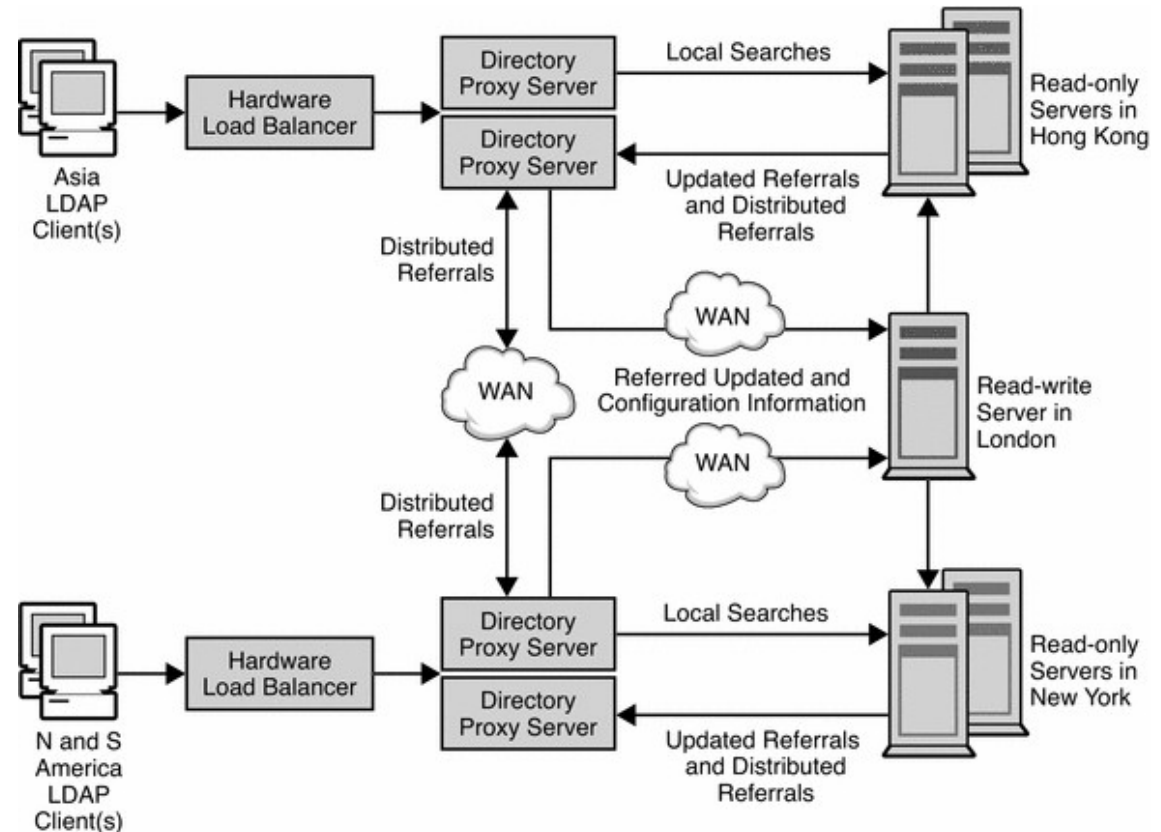 Directory
Proxy Server
Local Searches
Hardware
Load Balancer
Directory
Proxy Server
Read-only
Servers in
Hong Kong
Asia
LDAP
Client(s)
Updated Referrals
and Distributed
Referrals
Distributed
Referrals
WAN
WAN
Referred Updated and
Configuration Information
Read-write
Server in
London
WAN
Distributed
Referrals
Directory
Proxy Server
Local Searches
Hardware
Load Balancer
Directory
Proxy Server
Read-only
Servers in
New York
N and S
America
LDAP
Client(s)
Updated Referrals
and Distributed
Referrals